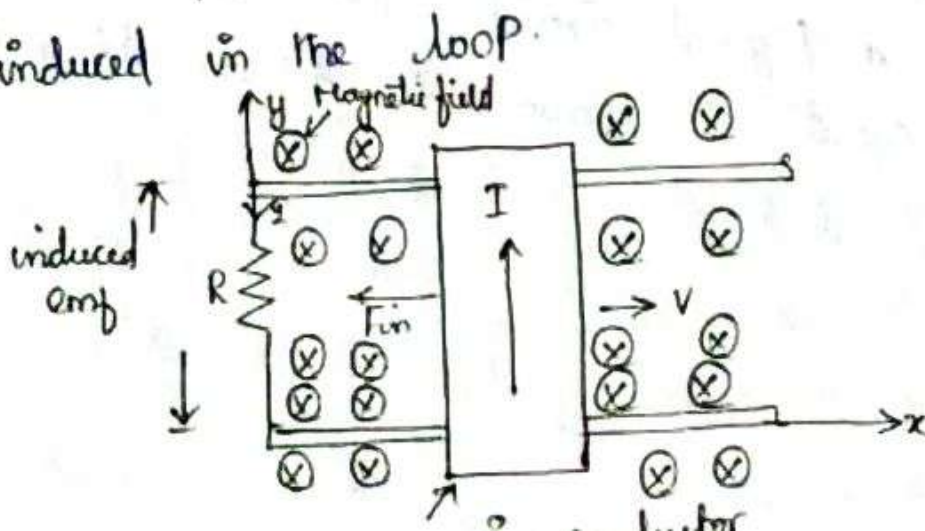 induced in the loop.
y Magnetic field
I
induced
emf
R
Fin
V
x